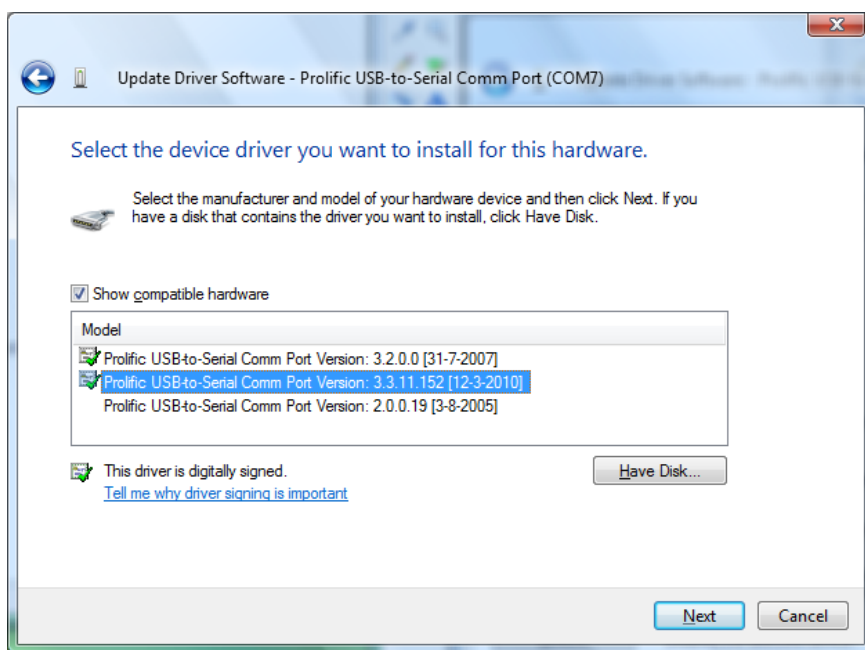 Update Driver Software - Prolific USB-to-Serial Comm Port (COM7)
Select the device driver you want to install for this hardware.
Select the manufacturer and model of your hardware device and then click Next. If you
have a disk that contains the driver you want to install, click Have Disk.
Show compatible hardware
Model
Prolific USB-to-Serial Comm Port Version: 3.2.0.0 [31-7-2007]
Prolific USB-to-Serial Comm Port Version: 3.3.11.152 [12-3-2010]
Prolific USB-to-Serial Comm Port Version: 2.0.0.19 [3-8-2005]
This driver is digitally signed.
Have Disk...
Tell me why driver signing is important
Next
Cancel